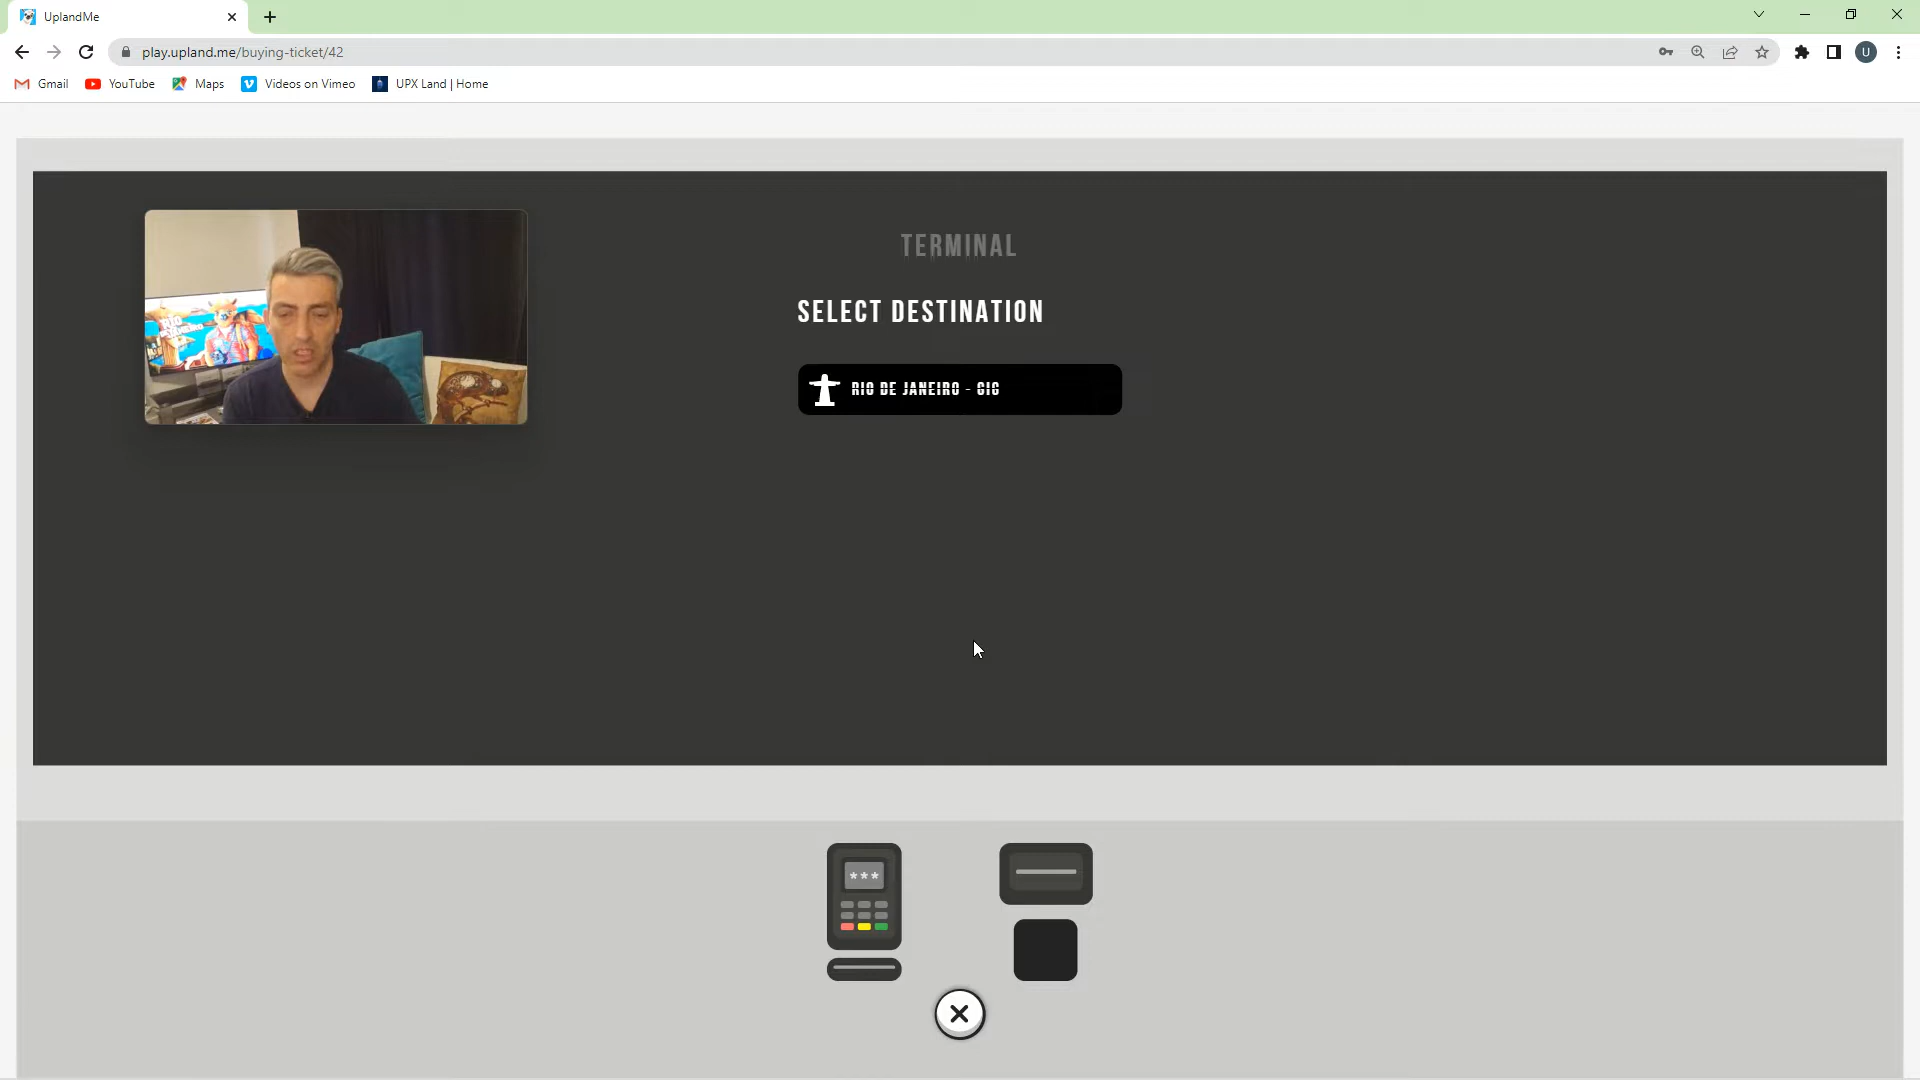 UplandMe
play.upland.me/buying-ticket/42
U
Gmail
YouTube
Maps
Videos on Vimeo
UPX Land | Home
TERMINAL
SELECT DESTINATION
RIO DE JANEIRO - GIG
RIO
***